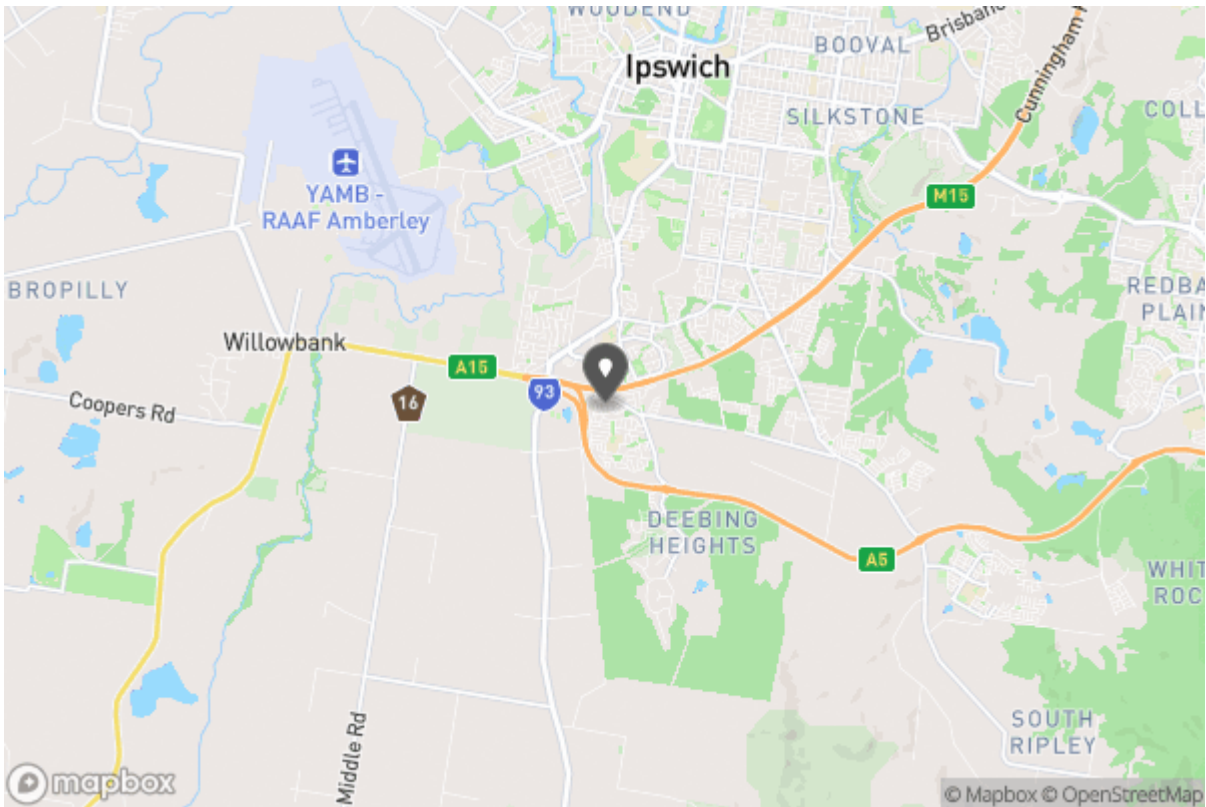 WOODEND
Ipswich
BOOVAL
Brisbane
Cunningham
SILKSTONE
COLL
M15
YAMB -
RAAF Amberley
BROPILLY
REDBA
PLAIN
Willowbank
A15
93
16
Coopers Rd
DEEBING
HEIGHTS
A5
WHIT
ROC
Middle Rd
SOUTH
RIPLEY
mapbox
© Mapbox © OpenStreetMap